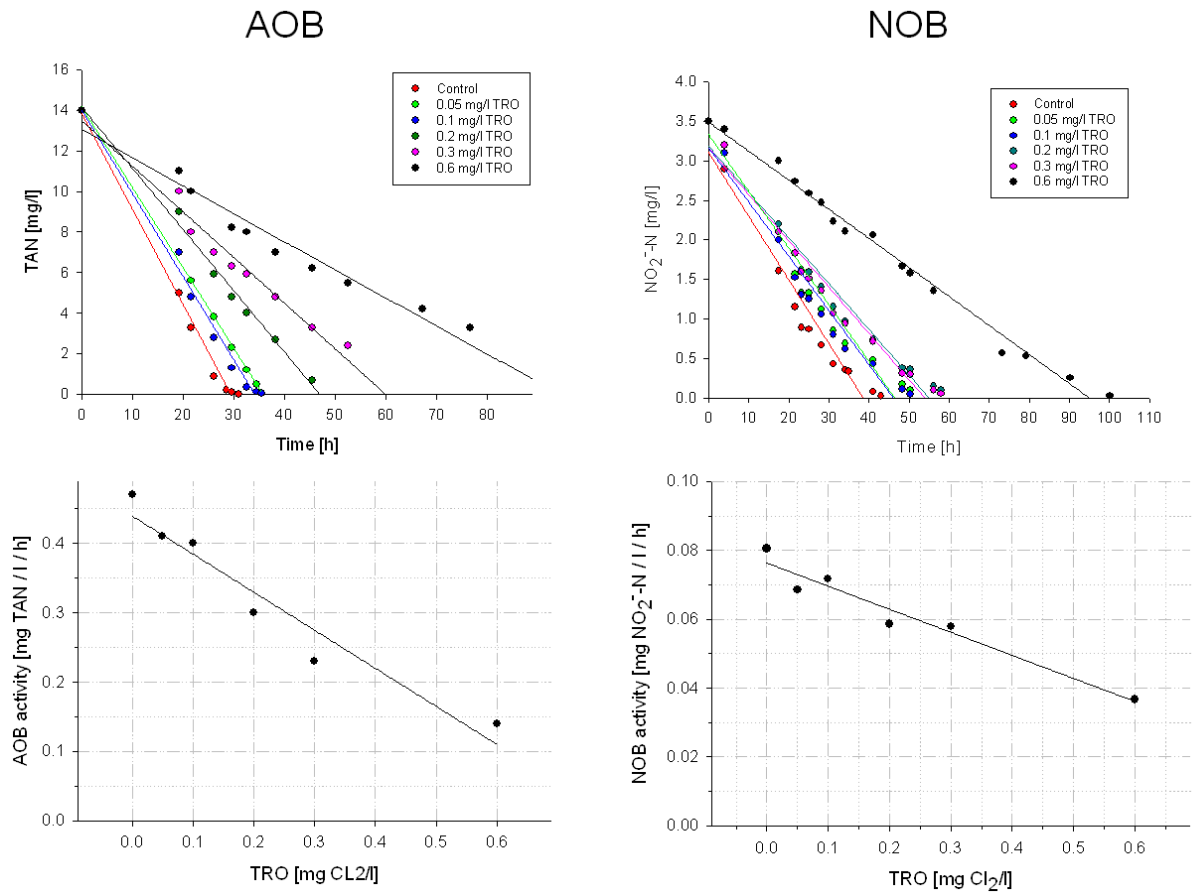 AOB
NOB
TAN [mg/l]
16
14
12
10
8
6
4
2
0
0 20 30 40 50 60 70 80
Time [h]
Control
0.05 mg/l TRO
0.1 mg/l TRO
0.2 mg/l TRO
0.3 mg/l TRO
0.6 mg/l TRO
NO2--N [mg/l]
4.0
3.5
3.0
2.5
2.0
1.5
1.0
0.5
0.0
0 20 30 40 50 60 70 80 90 100 110
Time [h]
Control
0.05 mg/l TRO
0.1 mg/l TRO
0.2 mg/l TRO
0.3 mg/l TRO
0.6 mg/l TRO
AOB activity [mg TAN / l / h]
0.4
0.3
0.2
0.1
0.0
0.0 0.1 0.2 0.3 0.4 0.5 0.6
TRO [mg CL2/l]
NOB activity [mg NO2--N / l / h]
0.10
0.08
0.06
0.04
0.02
0.00
0.0 0.1 0.2 0.3 0.4 0.5 0.6
TRO [mg Cl2/l]